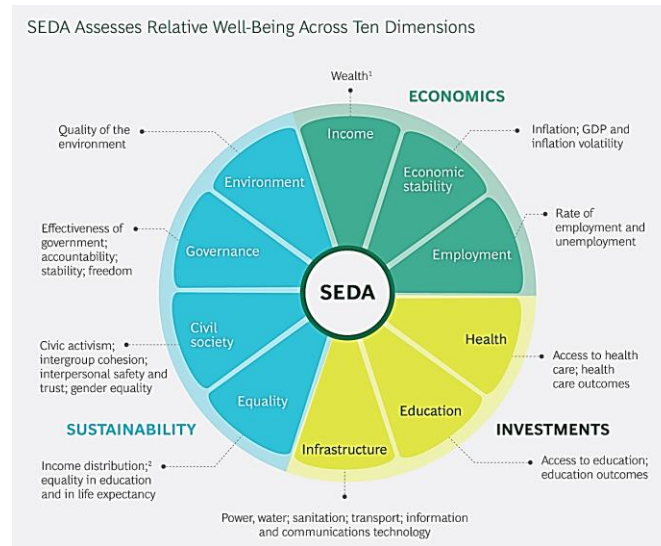 SEDA Assesses Relative Well-Being Across Ten Dimensions
Wealth¹
ECONOMICS
Quality of the
environment
Inflation; GDP and
inflation volatility
Income
Economic
stability
Environment
Effectiveness of
government;
accountability;
stability; freedom
Rate of
employment and
unemployment
Governance
Employment
SEDA
Civil
society
Health
Civic activism;
intergroup cohesion;
interpersonal safety and
trust; gender equality
Access to health
care; health
care outcomes
Equality
Education
SUSTAINABILITY
INVESTMENTS
Infrastructure
Income distribution;²
equality in education
and in life expectancy
Access to education;
education outcomes
Power, water; sanitation; transport; information
and communications technology